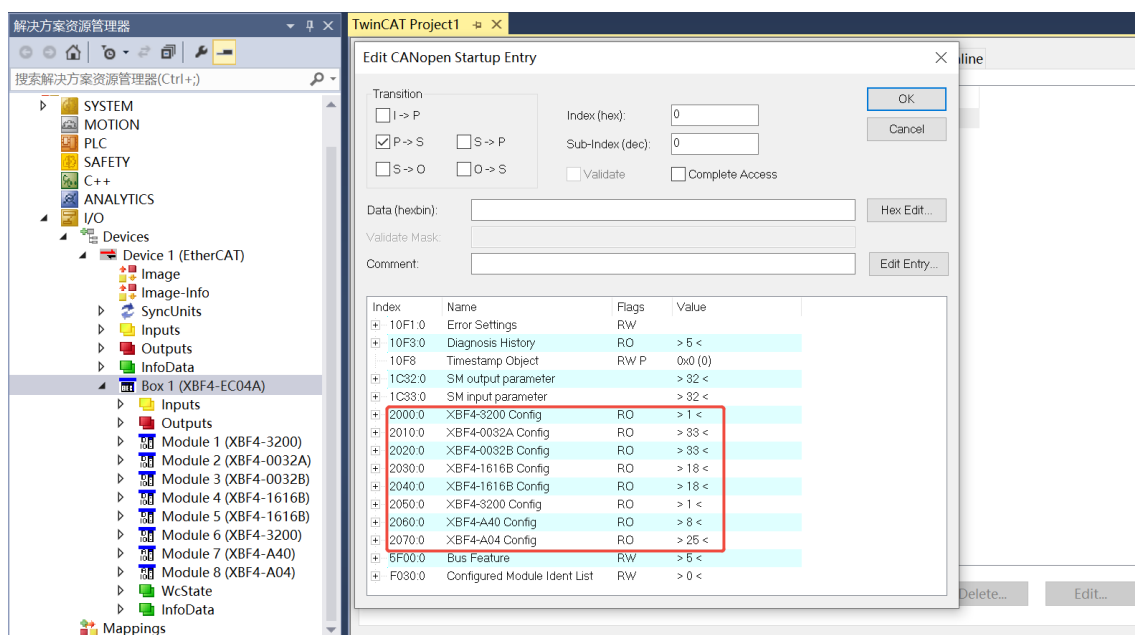 解决方案资源管理器
搜索解决方案资源管理器(Ctrl+;)
SYSTEM
MOTION
PLC
SAFETY
C++
ANALYTICS
I/O
Devices
Device 1 (EtherCAT)
Image
Image-Info
SyncUnits
Inputs
Outputs
InfoData
Box 1 (XBF4-EC04A)
Inputs
Outputs
Module 1 (XBF4-3200)
Module 2 (XBF4-0032A)
Module 3 (XBF4-0032B)
Module 4 (XBF4-1616B)
Module 5 (XBF4-1616B)
Module 6 (XBF4-3200)
Module 7 (XBF4-A40)
Module 8 (XBF4-A04)
WcState
InfoData
Mappings
TwinCAT Project1
Edit CANopen Startup Entry
line
Transition
I -> P
P -> S S -> P
S -> O O -> S
Index (hex): 0
Sub-Index (dec): 0
Validate Complete Access
OK
Cancel
Data (hexbin): Hex Edit...
Validate Mask:
Comment: Edit Entry...
Index Name Flags Value
10F1:0 Error Settings RW
10F3:0 Diagnosis History RO > 5 <
10F8 Timestamp Object RW P 0x0 (0)
1C32:0 SM output parameter > 32 <
1C33:0 SM input parameter > 32 <
2000:0 XBF4-3200 Config RO > 1 <
2010:0 XBF4-0032A Config RO > 33 <
2020:0 XBF4-0032B Config RO > 33 <
2030:0 XBF4-1616B Config RO > 18 <
2040:0 XBF4-1616B Config RO > 18 <
2050:0 XBF4-3200 Config RO > 1 <
2060:0 XBF4-A40 Config RO > 8 <
2070:0 XBF4-A04 Config RO > 25 <
5F00:0 Bus Feature RW > 5 <
F030:0 Configured Module Ident List RW > 0 <
Delete... Edit...